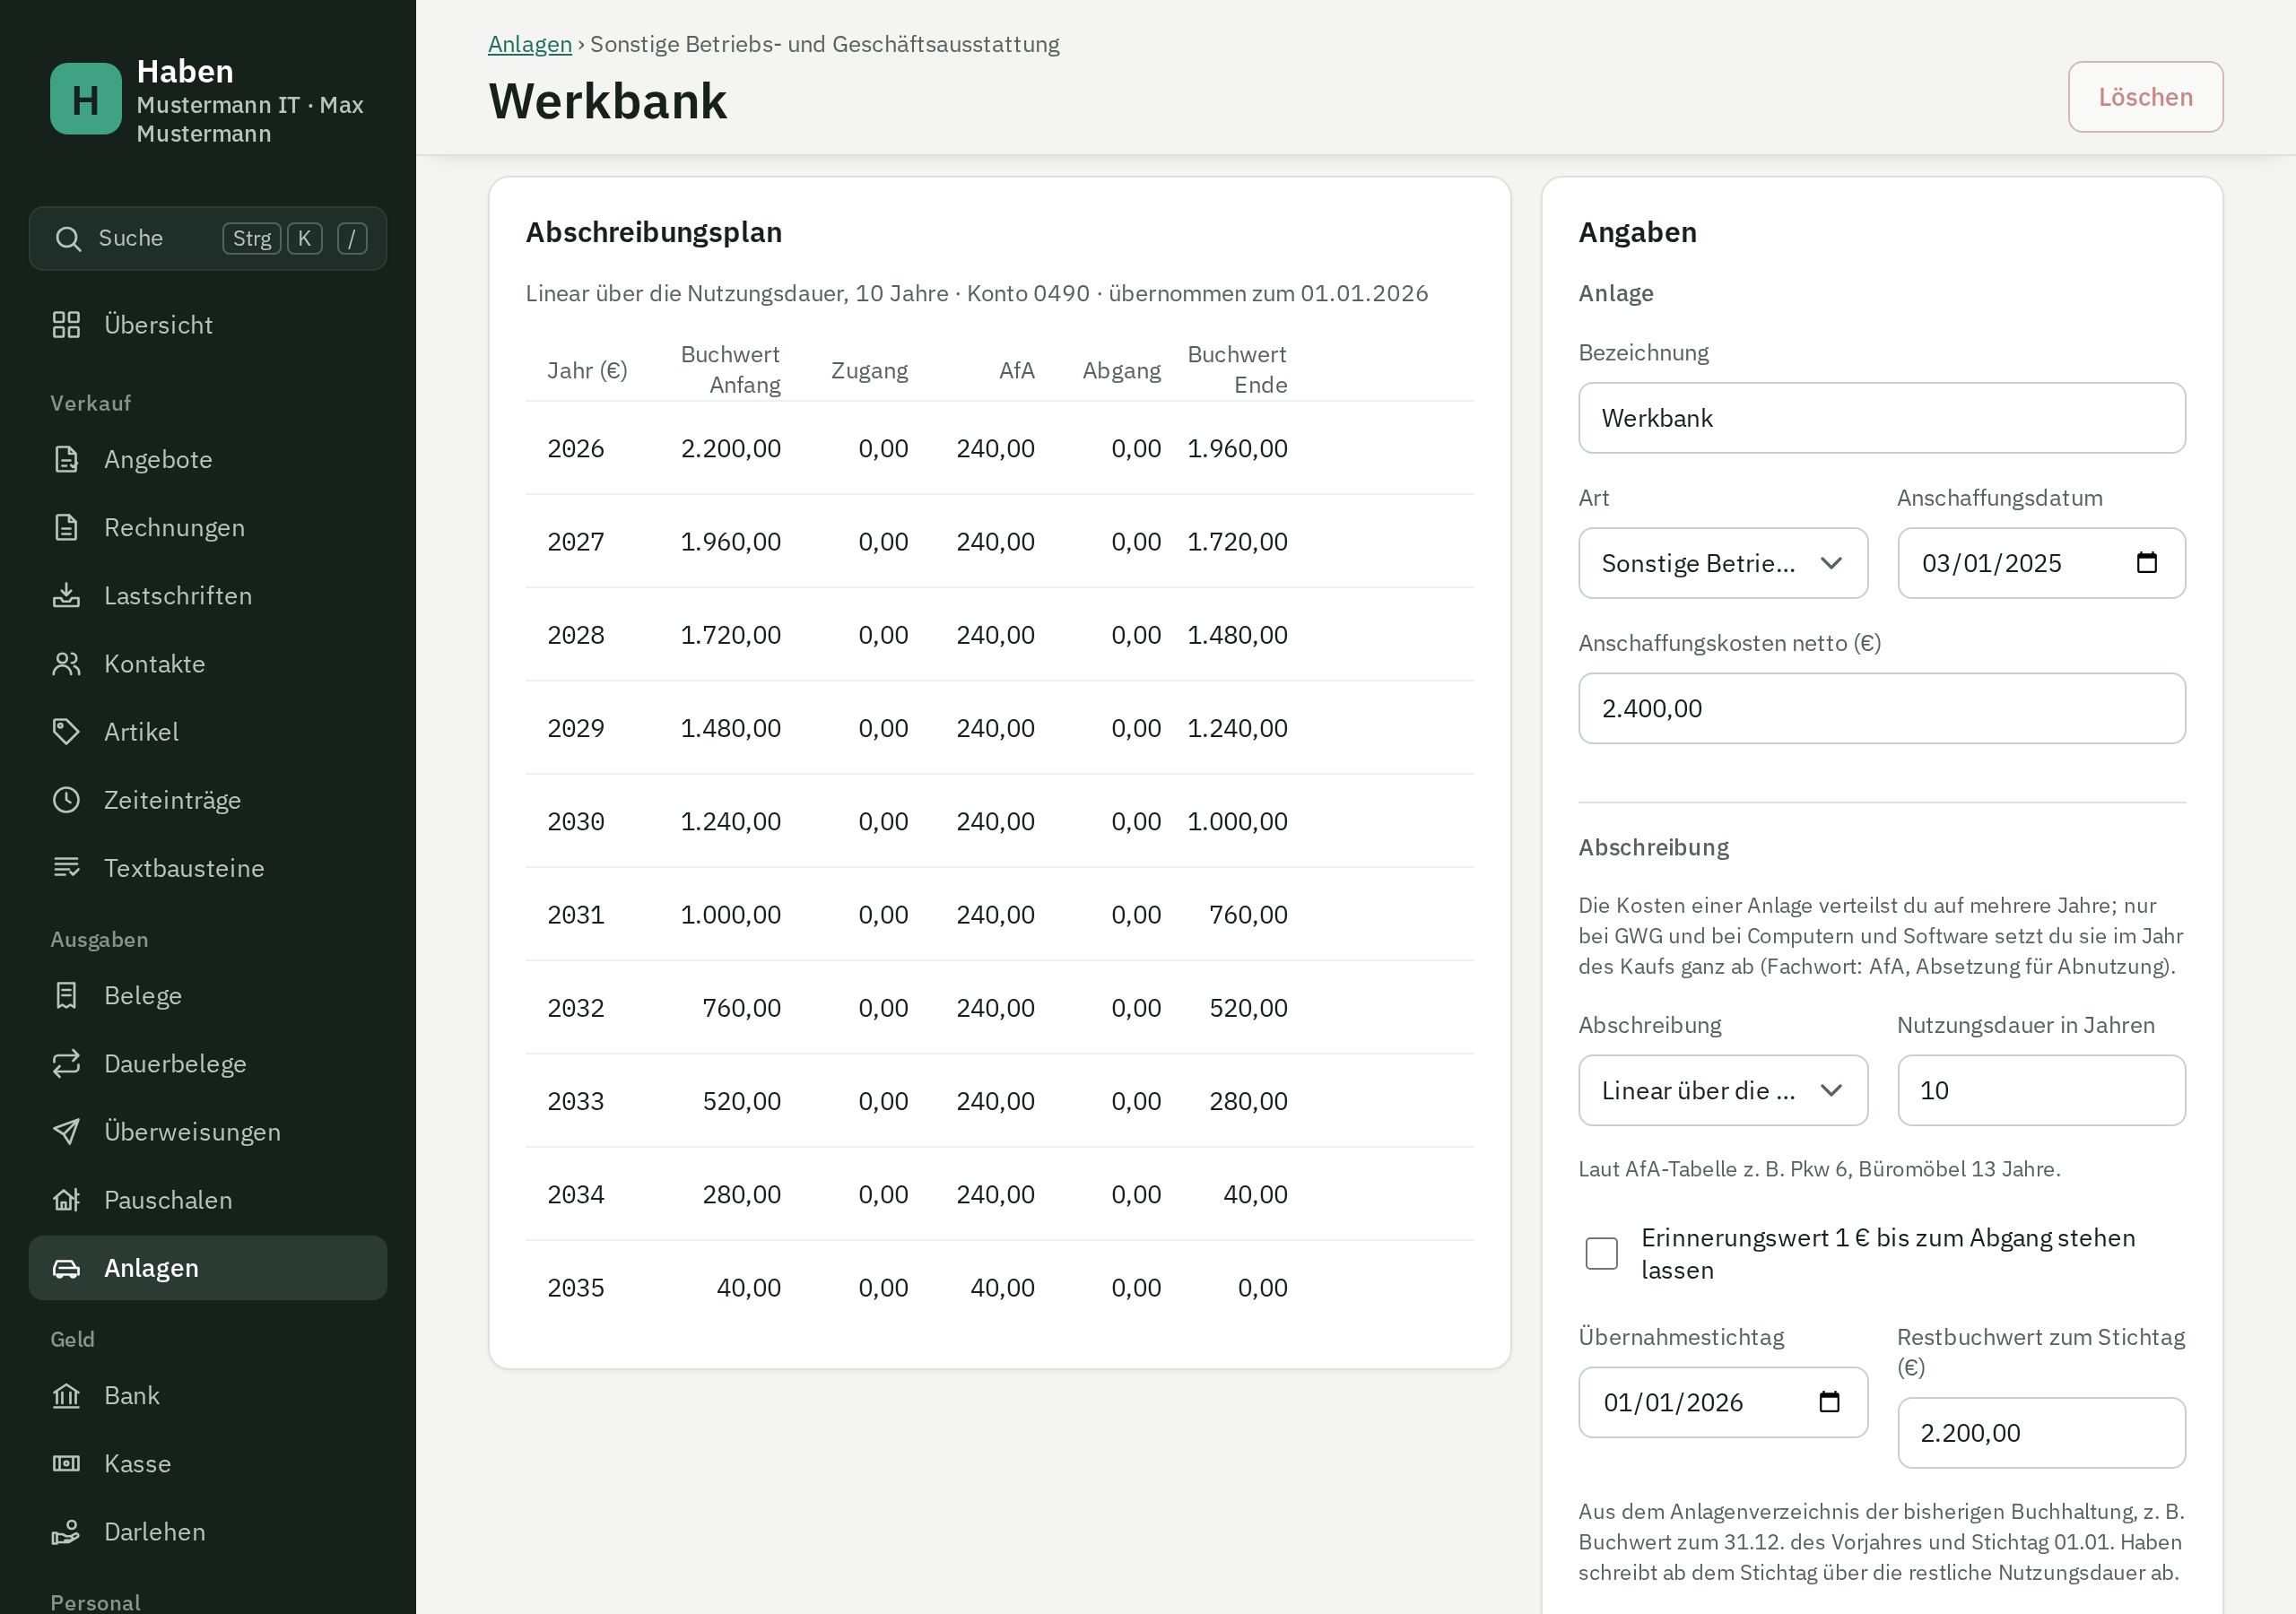 H
Haben
Mustermann IT · Max
Mustermann
Suche Strg K /
Übersicht
Verkauf
Angebote
Rechnungen
Lastschriften
Kontakte
Artikel
Zeiteinträge
Textbausteine
Ausgaben
Belege
Dauerbelege
Überweisungen
Pauschalen
Anlagen
Geld
Bank
Kasse
Darlehen
Personal
Anlagen › Sonstige Betriebs- und Geschäftsausstattung
Werkbank
Löschen
Abschreibungsplan
Linear über die Nutzungsdauer, 10 Jahre · Konto 0490 · übernommen zum 01.01.2026
Jahr (€) Buchwert Anfang Zugang AfA Abgang Buchwert Ende
2026 2.200,00 0,00 240,00 0,00 1.960,00
2027 1.960,00 0,00 240,00 0,00 1.720,00
2028 1.720,00 0,00 240,00 0,00 1.480,00
2029 1.480,00 0,00 240,00 0,00 1.240,00
2030 1.240,00 0,00 240,00 0,00 1.000,00
2031 1.000,00 0,00 240,00 0,00 760,00
2032 760,00 0,00 240,00 0,00 520,00
2033 520,00 0,00 240,00 0,00 280,00
2034 280,00 0,00 240,00 0,00 40,00
2035 40,00 0,00 40,00 0,00 0,00
Angaben
Anlage
Bezeichnung
Werkbank
Art Anschaffungsdatum
Sonstige Betrie... 03/01/2025
Anschaffungskosten netto (€)
2.400,00
Abschreibung
Die Kosten einer Anlage verteilst du auf mehrere Jahre; nur
bei GWG und bei Computern und Software setzt du sie im Jahr
des Kaufs ganz ab (Fachwort: AfA, Absetzung für Abnutzung).
Abschreibung Nutzungsdauer in Jahren
Linear über die ... 10
Laut AfA-Tabelle z. B. Pkw 6, Büromöbel 13 Jahre.
Erinnerungswert 1 € bis zum Abgang stehen
lassen
Übernahmestichtag Restbuchwert zum Stichtag
(€)
01/01/2026 2.200,00
Aus dem Anlagenverzeichnis der bisherigen Buchhaltung, z. B.
Buchwert zum 31.12. des Vorjahres und Stichtag 01.01. Haben
schreibt ab dem Stichtag über die restliche Nutzungsdauer ab.